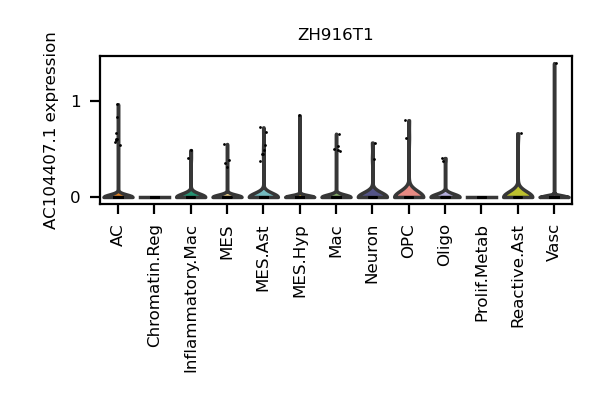 ZH916T1
AC104407.1 expression
1
0
AC
Chromatin.Reg
Inflammatory.Mac
MES
MES.Ast
MES.Hyp
Mac
Neuron
OPC
Oligo
Prolif.Metab
Reactive.Ast
Vasc